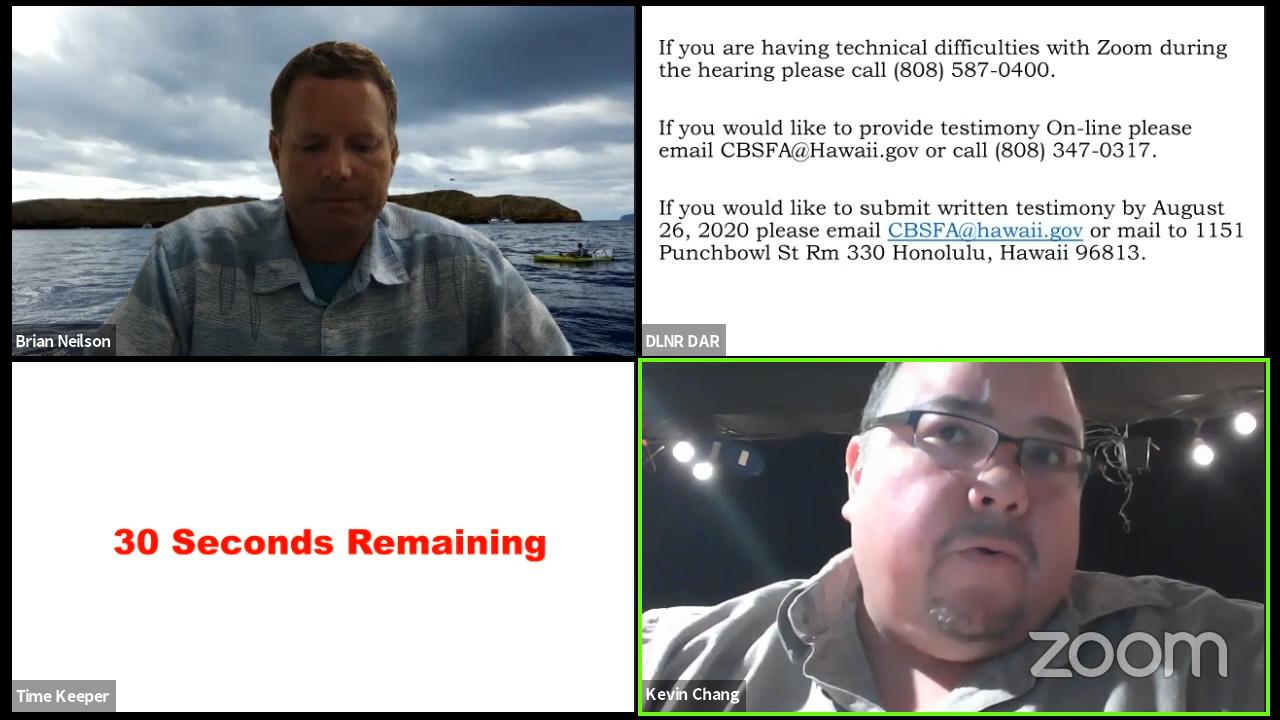 If you are having technical difficulties with Zoom during
the hearing please call (808) 587-0400.
If you would like to provide testimony On-line please
email CBSFA@Hawaii.gov or call (808) 347-0317.
If you would like to submit written testimony by August
26, 2020 please email CBSFA@hawaii.gov or mail to 1151
Punchbowl St Rm 330 Honolulu, Hawaii 96813.
Brian Neilson
DLNR DAR
30 Seconds Remaining
zoom
Time Keeper
Kevin Chang